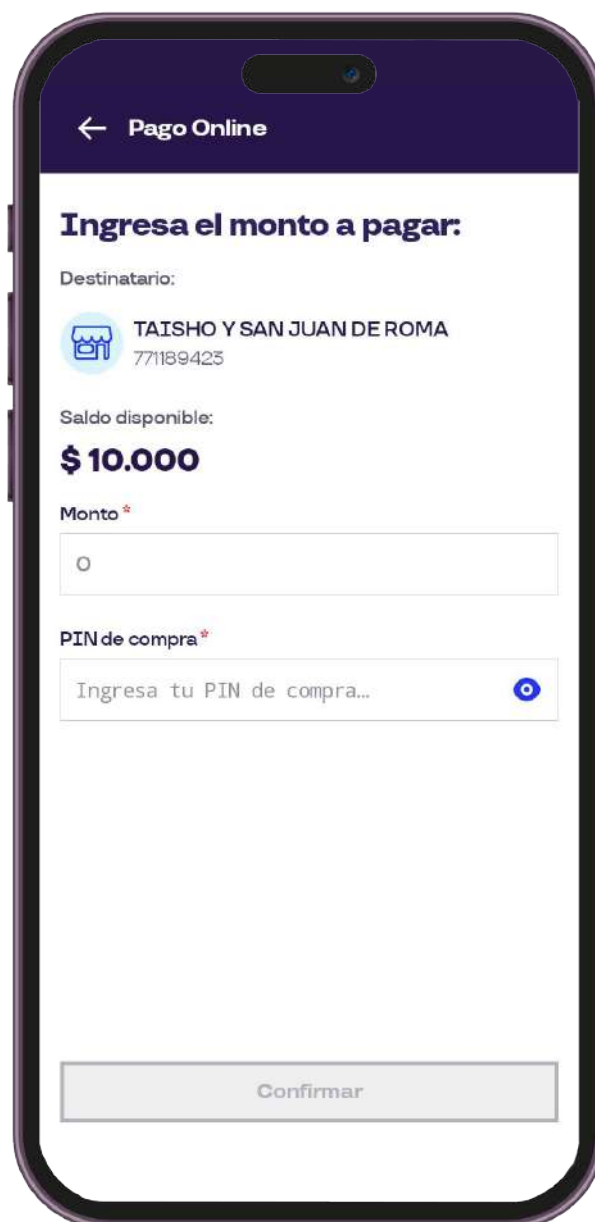 Pago Online
Ingresa el monto a pagar:
Destinatario:
TAISHO Y SAN JUAN DE ROMA
771189423
Saldo disponible:
$ 10.000
Monto *
0
PIN de compra *
Ingresa tu PIN de compra...
Confirmar